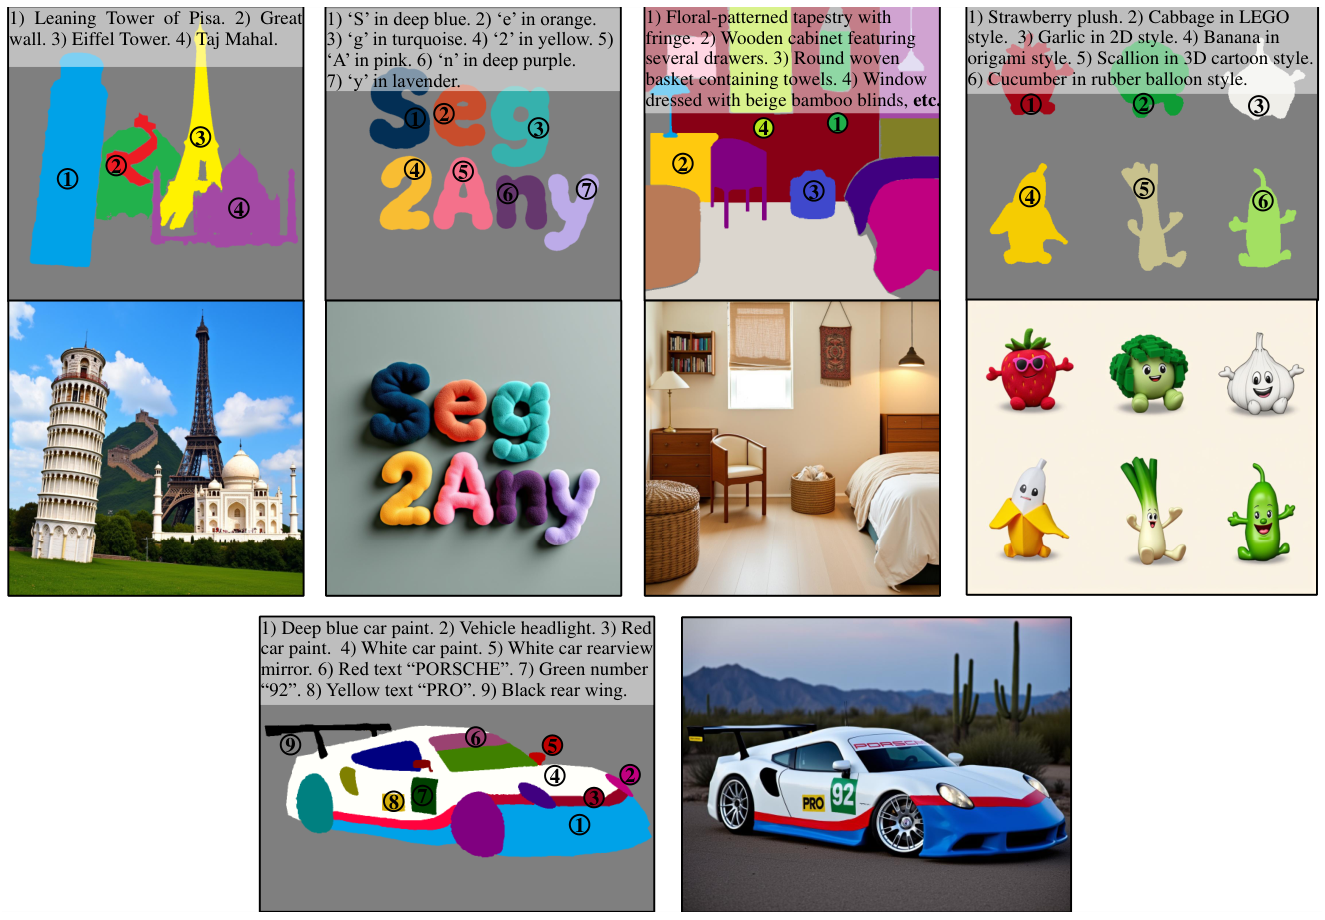 1) Leaning Tower of Pisa. 2) Great
wall. 3) Eiffel Tower. 4) Taj Mahal.
① ② ③ ④
1) ‘S’ in deep blue. 2) ‘e’ in orange.
3) ‘g’ in turquoise. 4) ‘2’ in yellow. 5)
‘A’ in pink. 6) ‘n’ in deep purple.
7) ‘y’ in lavender.
Seg
① ② ③
2Any
④ ⑤ ⑥ ⑦
1) Floral-patterned tapestry with
fringe. 2) Wooden cabinet featuring
several drawers. 3) Round woven
basket containing towels. 4) Window
dressed with beige bamboo blinds, etc.
④ ① ② ③
1) Strawberry plush. 2) Cabbage in LEGO
style. 3) Garlic in 2D style. 4) Banana in
origami style. 5) Scallion in 3D cartoon style.
6) Cucumber in rubber balloon style.
① ② ③
④ ⑤ ⑥
Seg
2Any
1) Deep blue car paint. 2) Vehicle headlight. 3) Red
car paint. 4) White car paint. 5) White car rearview
mirror. 6) Red text “PORSCHE”. 7) Green number
“92”. 8) Yellow text “PRO”. 9) Black rear wing.
⑨ ⑥ ⑤ ④ ② ⑧ ⑦ ③ ①
PORSCH
PRO 92